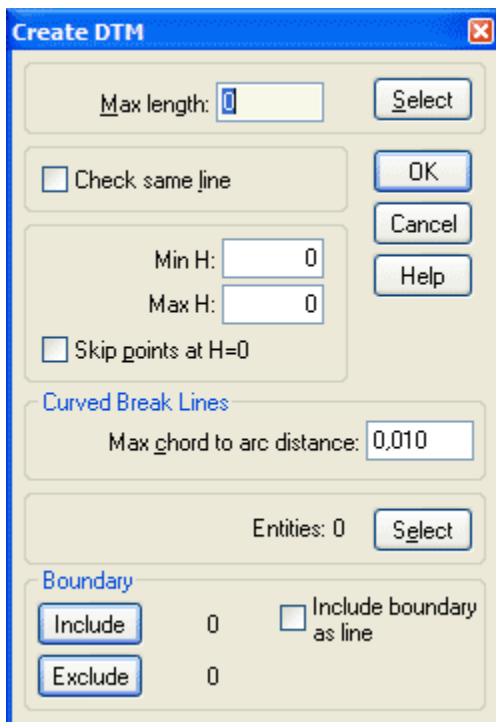 Create DTM
Max length: 0
Select
Check same line
OK
Cancel
Help
Min H: 0
Max H: 0
Skip points at H=0
Curved Break Lines
Max chord to arc distance: 0,010
Entities: 0
Select
Boundary
Include 0
Include boundary
as line
Exclude 0